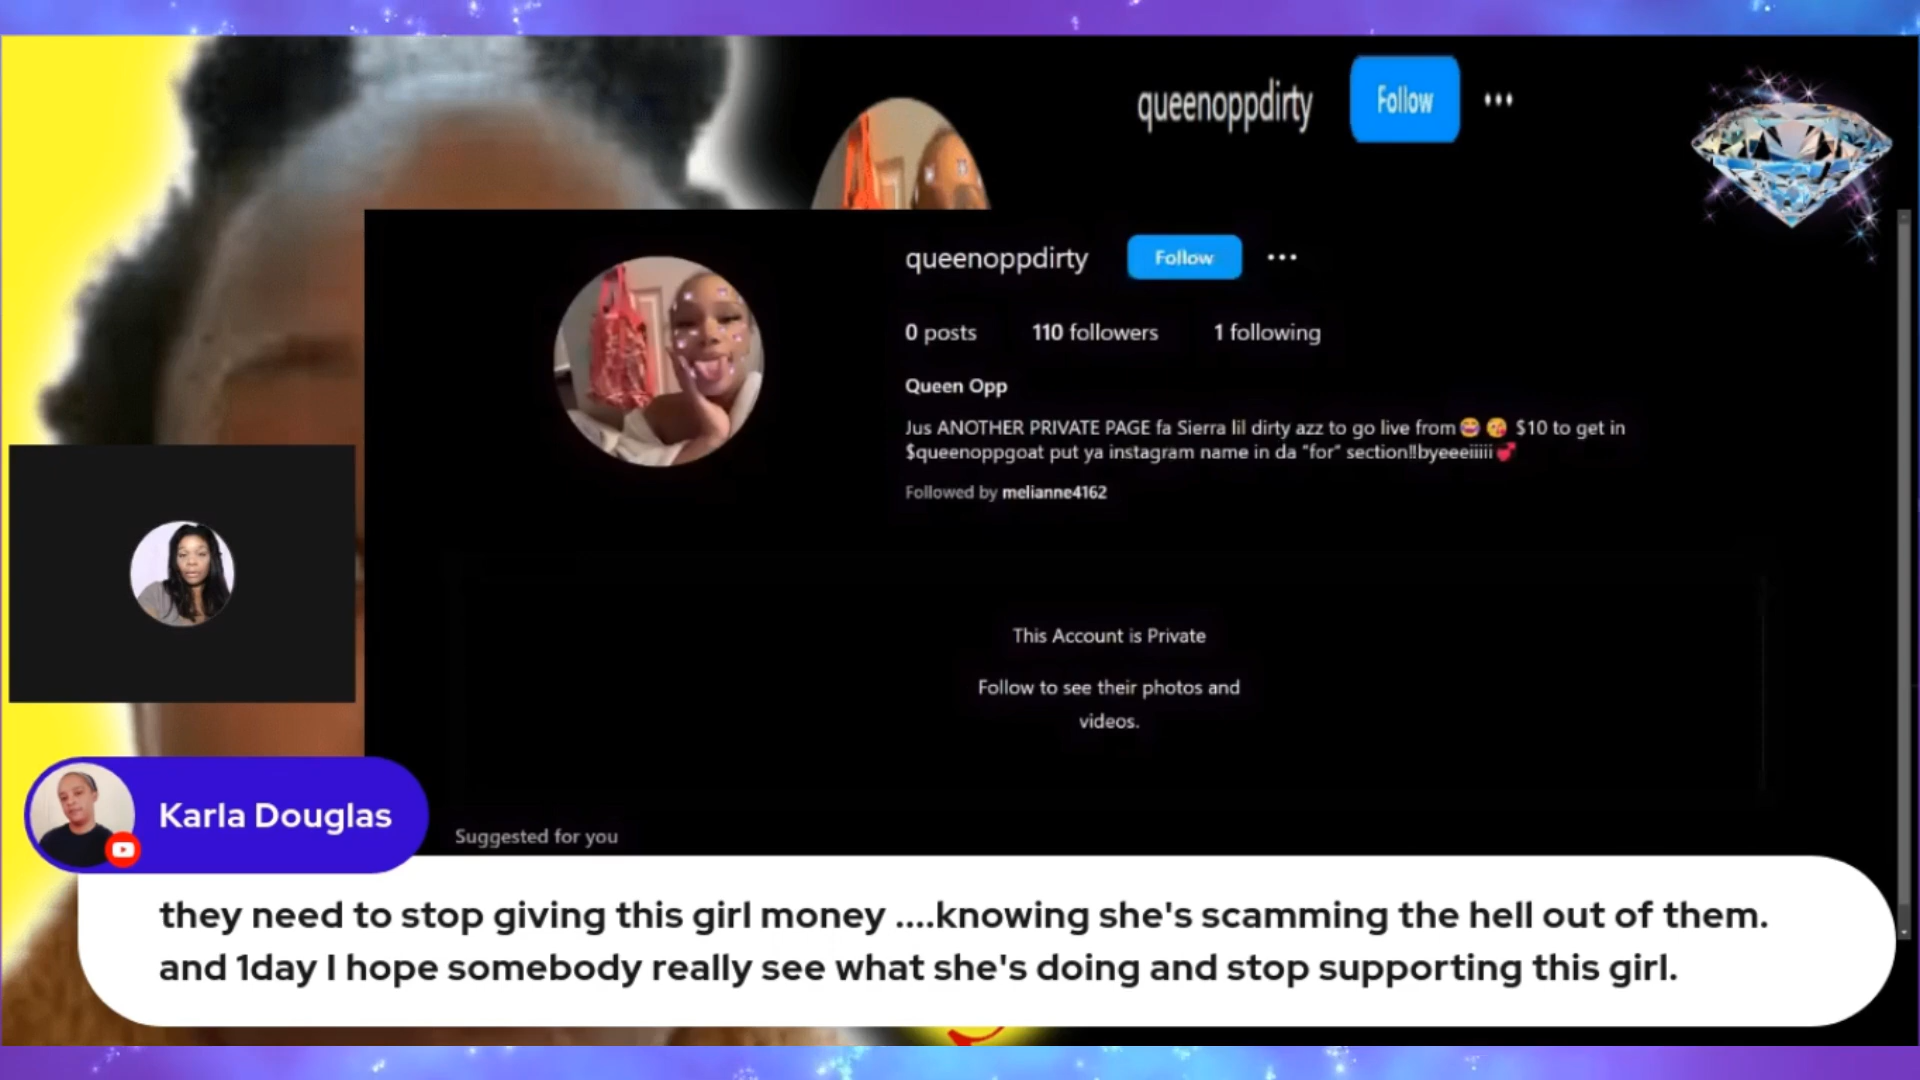 queenoppdirty Follow
queenoppdirty Follow
0 posts 110 followers 1 following
Queen Opp
Jus ANOTHER PRIVATE PAGE fa Sierra lil dirty azz to go live from😄 😘 $10 to get in
$queenoppgoat put ya instagram name in da "for" section!!byeeeiiiii💕
Followed by melianne4162
This Account is Private
Follow to see their photos and
videos.
Suggested for you
Karla Douglas
they need to stop giving this girl money ....knowing she's scamming the hell out of them.
and 1day I hope somebody really see what she's doing and stop supporting this girl.